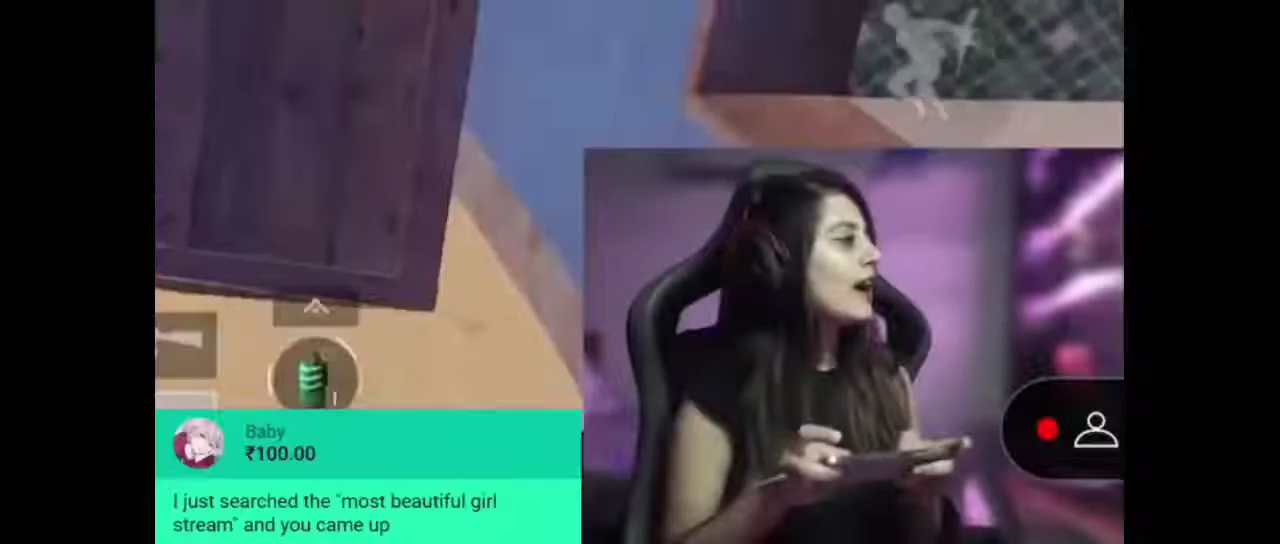 Baby
₹100.00
I just searched the "most beautiful girl
stream" and you came up